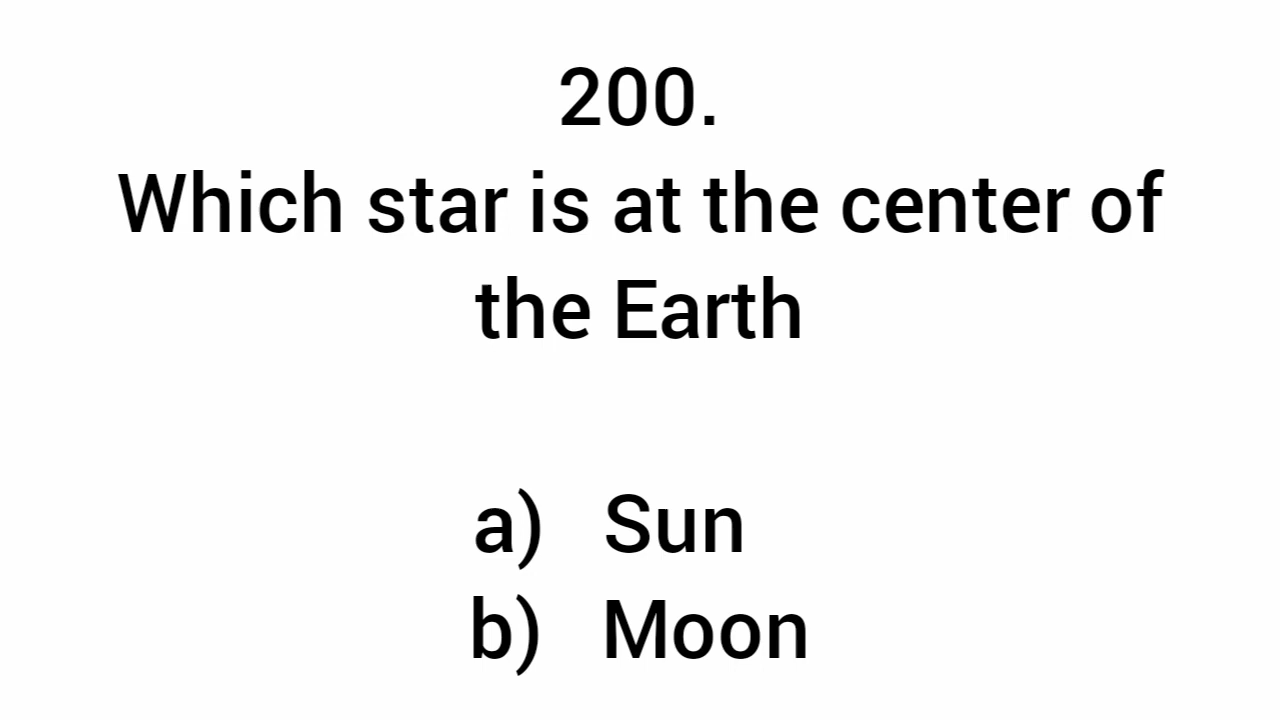 200.
Which star is at the center of
the Earth
a) Sun
b) Moon